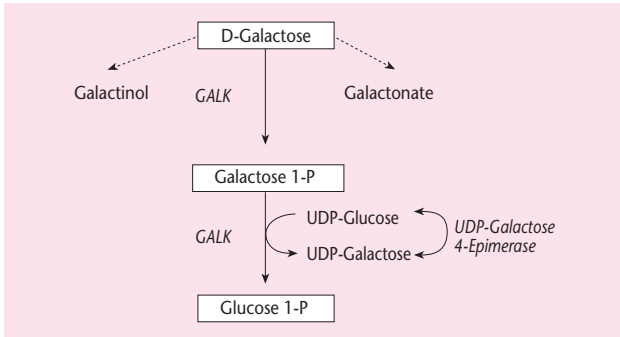 D-Galactose
Galactinol
GALK
Galactonate
Galactose 1-P
GALK
UDP-Glucose
UDP-Galactose
UDP-Galactose
4-Epimerase
Glucose 1-P